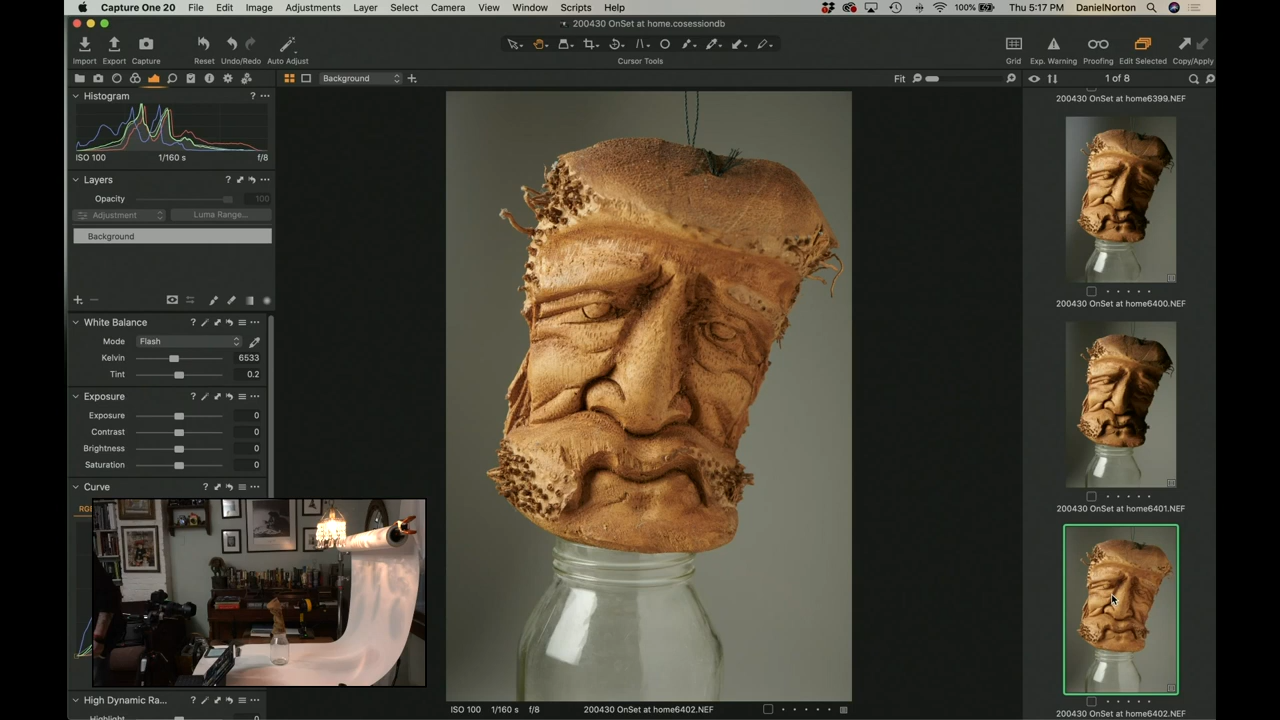 Capture One 20 File Edit Image Adjustments Layer Select Camera View Window Scripts Help 100% Thu 5:17 PM DanielNorton
200430 OnSet at home.cosessiondb
Import Export Capture Reset Undo/Redo Auto Adjust Cursor Tools Grid Exp. Warning Proofing Edit Selected Copy/Apply
Background Fit 1 of 8
Histogram
ISO 100 1/160 s f/8
Layers
Opacity 100
Adjustment Luma Range...
Background
White Balance
Mode Flash
Kelvin 6533
Tint 0.2
Exposure
Exposure 0
Contrast 0
Brightness 0
Saturation 0
Curve
High Dynamic Ra...
ISO 100 1/160 s f/8 200430 OnSet at home6402.NEF
200430 OnSet at home6399.NEF
200430 OnSet at home6400.NEF
200430 OnSet at home6401.NEF
200430 OnSet at home6402.NEF